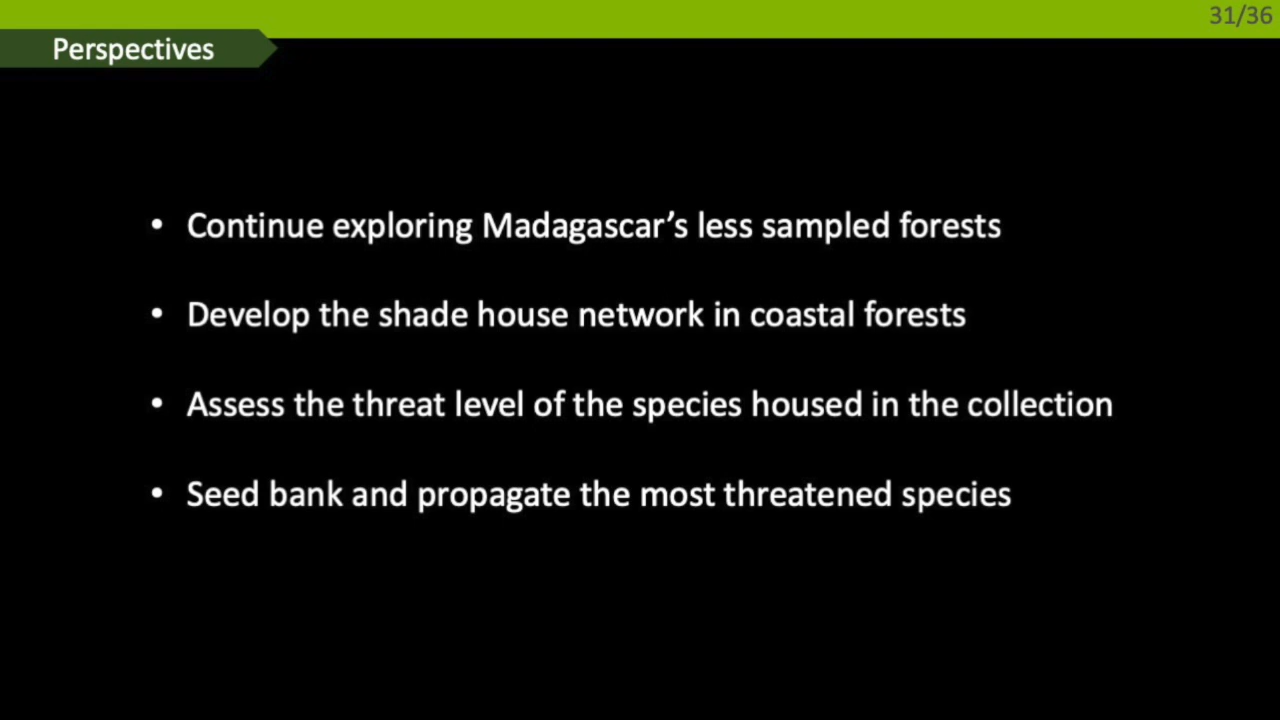 31/36
Perspectives
• Continue exploring Madagascar’s less sampled forests
• Develop the shade house network in coastal forests
• Assess the threat level of the species housed in the collection
• Seed bank and propagate the most threatened species